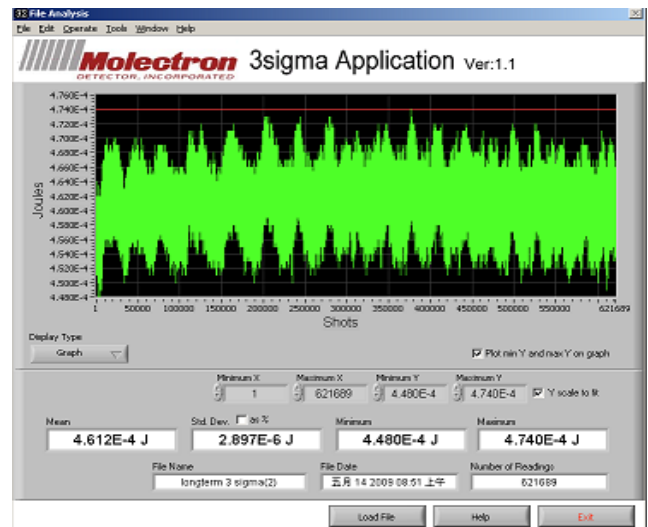 File Analysis
File Edit Operate Tools Window Help
Molectron 3sigma Application Ver:1.1
DETECTOR, INCORPORATED
4.760E-4
4.740E-4
4.720E-4
4.700E-4
4.680E-4
4.660E-4
4.640E-4
4.620E-4
4.600E-4
4.580E-4
4.560E-4
4.540E-4
4.520E-4
4.500E-4
4.480E-4
Joules
1 50000 100000 150000 200000 250000 300000 350000 400000 450000 500000 550000 621689
Shots
Display Type
Graph
Plot min Y and max Y on graph
Minimum X Maximum X Minimum Y Maximum Y
1 621689 4.480E-4 4.740E-4 Y scale to fit
Mean Std. Dev. as % Minimum Maximum
4.612E-4 J 2.897E-6 J 4.480E-4 J 4.740E-4 J
File Name File Date Number of Readings
longterm 3 sigma(2) 五月 14 2009 08:51 上午 621689
Load File Help Exit